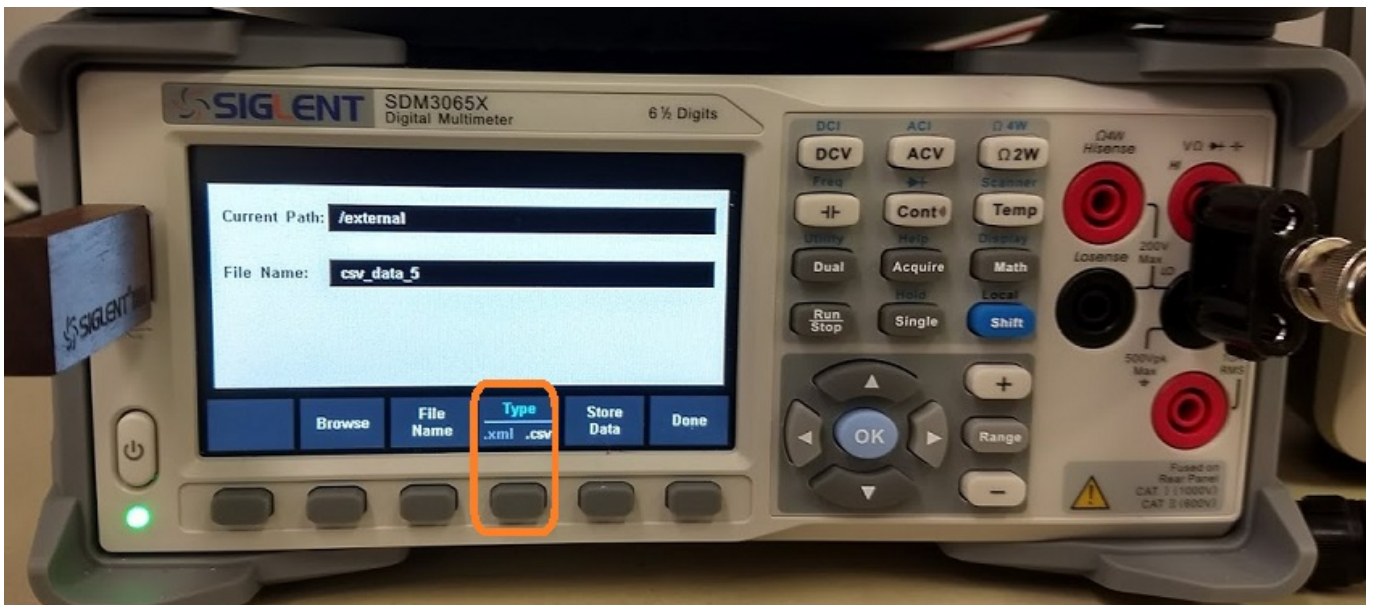 SIGLENT SDM3065X
Digital Multimeter
6½ Digits
Current Path: /external
File Name: csv_data_5
Browse
File
Name
Type
.xml .csv
Store
Data
Done
SIGLENT
DCI ACI Ω 4W
DCV ACV Ω2W
Freq Scanner
Cont Temp
Utility Help Display
Dual Acquire Math
Hold Local
Run
Stop
Single Shift
OK
+
Range
−
Ω4W
Hisense
VΩ
HI
Losense
200V
Max
LO
500Vpk
Max
RMS
Fused on
Rear Panel
CAT I (1000V)
CAT II (600V)